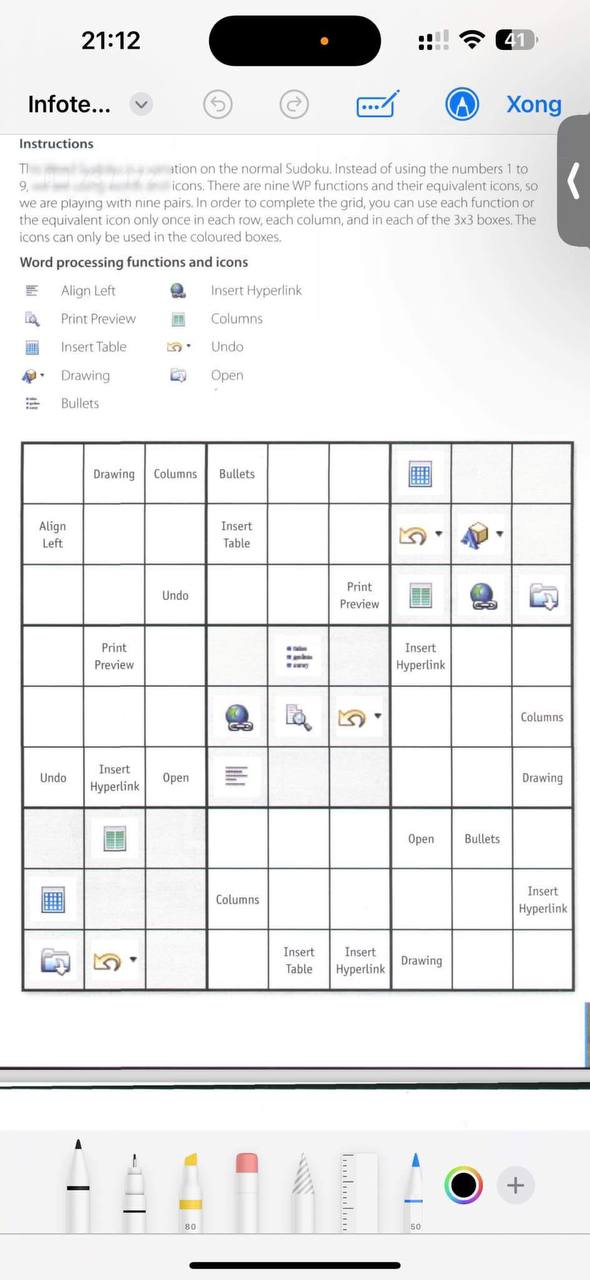 21:12
41
Infote...
Xong
Instructions
ation on the normal Sudoku. Instead of using the numbers 1 to
9, icons. There are nine WP functions and their equivalent icons, so
we are playing with nine pairs. In order to complete the grid, you can use each function or
the equivalent icon only once in each row, each column, and in each of the 3x3 boxes. The
icons can only be used in the coloured boxes.
Word processing functions and icons
Align Left Insert Hyperlink
Print Preview Columns
Insert Table Undo
Drawing Open
Bullets
Drawing Columns Bullets
Align Left Insert Table
Undo Print Preview
Print Preview Insert Hyperlink
Columns
Undo Insert Hyperlink Open Drawing
Open Bullets
Columns Insert Hyperlink
Insert Table Insert Hyperlink Drawing
80
50